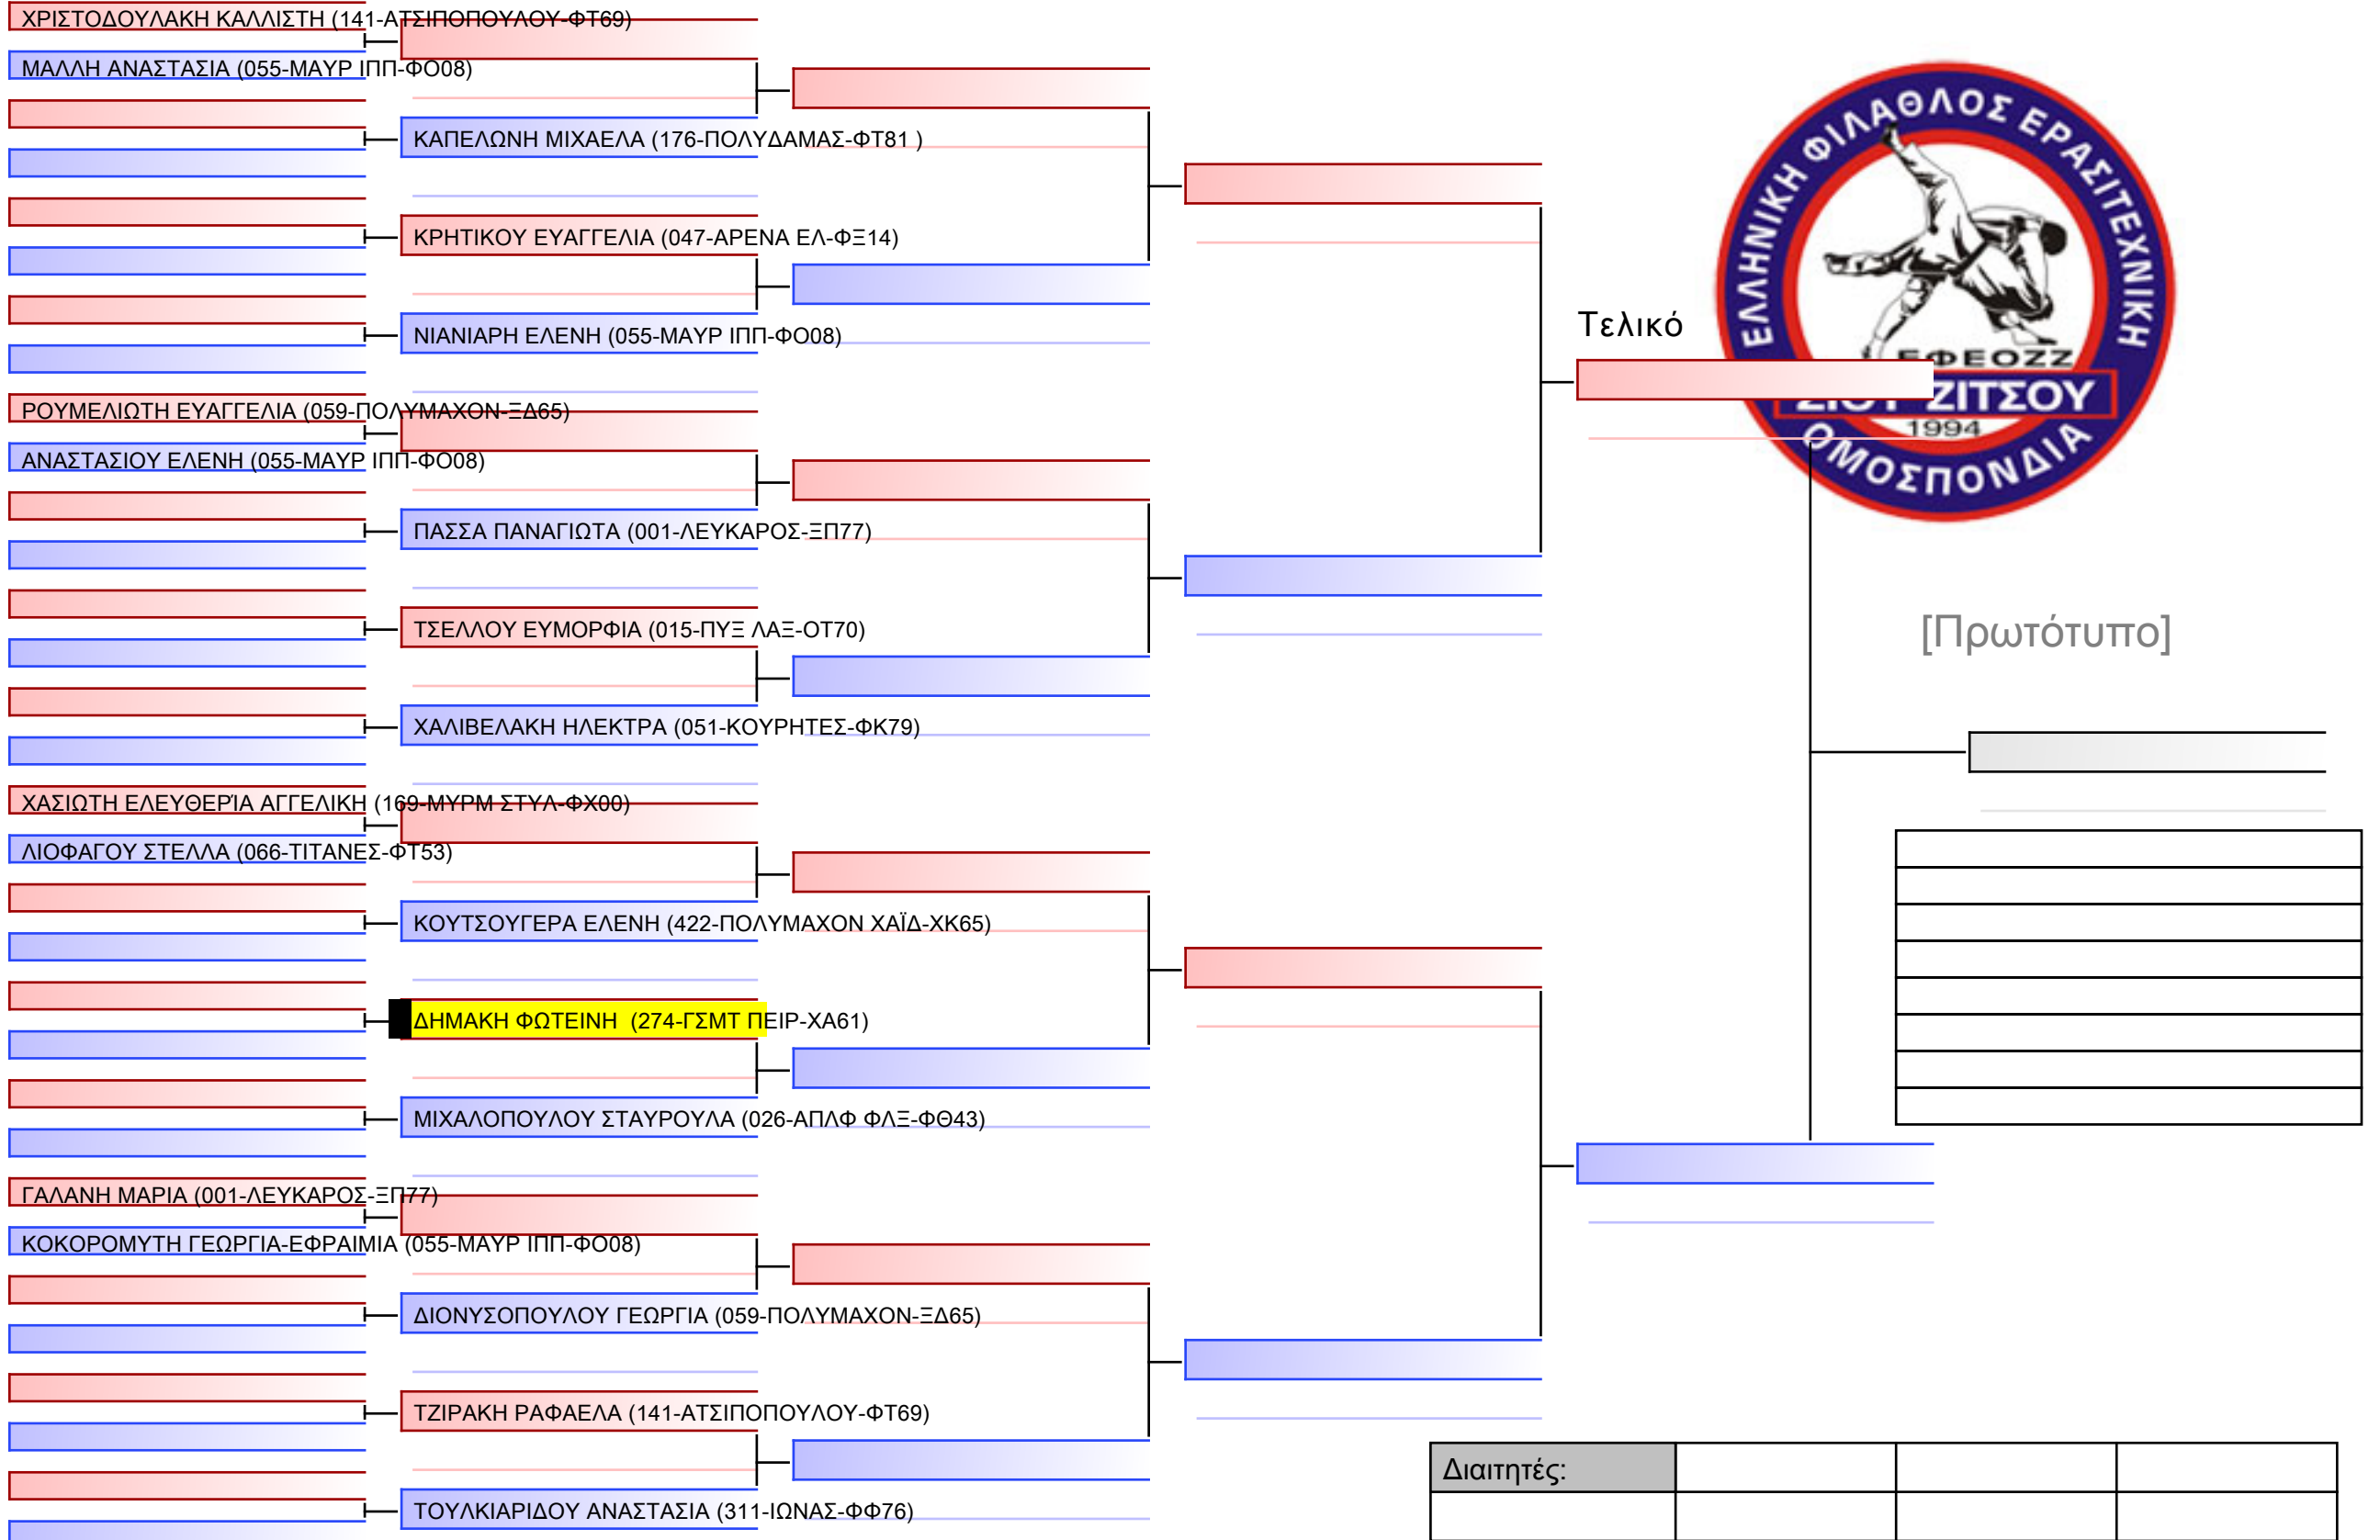 ΧΡΙΣΤΟΔΟΥΛΑΚΗ ΚΑΛΛΙΣΤΗ (141-ΑΤΣΙΠΟΠΟΥΛΟΥ-ΦΤ69)
ΜΑΛΛΗ ΑΝΑΣΤΑΣΙΑ (055-ΜΑΥΡ ΙΠΠ-ΦΟ08)
ΚΑΠΕΛΩΝΗ ΜΙΧΑΕΛΑ (176-ΠΟΛΥΔΑΜΑΣ-ΦΤ81 )
ΚΡΗΤΙΚΟΥ ΕΥΑΓΓΕΛΙΑ (047-ΑΡΕΝΑ ΕΛ-ΦΞ14)
ΝΙΑΝΙΑΡΗ ΕΛΕΝΗ (055-ΜΑΥΡ ΙΠΠ-ΦΟ08)
ΡΟΥΜΕΛΙΩΤΗ ΕΥΑΓΓΕΛΙΑ (059-ΠΟΛΥΜΑΧΟΝ-ΞΔ65)
ΑΝΑΣΤΑΣΙΟΥ ΕΛΕΝΗ (055-ΜΑΥΡ ΙΠΠ-ΦΟ08)
ΠΑΣΣΑ ΠΑΝΑΓΙΩΤΑ (001-ΛΕΥΚΑΡΟΣ-ΞΠ77)
ΤΣΕΛΛΟΥ ΕΥΜΟΡΦΙΑ (015-ΠΥΞ ΛΑΞ-ΟΤ70)
ΧΑΛΙΒΕΛΑΚΗ ΗΛΕΚΤΡΑ (051-ΚΟΥΡΗΤΕΣ-ΦΚ79)
ΧΑΣΙΩΤΗ ΕΛΕΥΘΕΡΊΑ ΑΓΓΕΛΙΚΗ (169-ΜΥΡΜ ΣΤΥΛ-ΦΧ00)
ΛΙΟΦΑΓΟΥ ΣΤΕΛΛΑ (066-ΤΙΤΑΝΕΣ-ΦΤ53)
ΚΟΥΤΣΟΥΓΕΡΑ ΕΛΕΝΗ (422-ΠΟΛΥΜΑΧΟΝ ΧΑΪΔ-ΧΚ65)
ΔΗΜΑΚΗ ΦΩΤΕΙΝΗ  (274-ΓΣΜΤ ΠΕΙΡ-ΧΑ61)
ΜΙΧΑΛΟΠΟΥΛΟΥ ΣΤΑΥΡΟΥΛΑ (026-ΑΠΛΦ ΦΛΞ-ΦΘ43)
ΓΑΛΑΝΗ ΜΑΡΙΑ (001-ΛΕΥΚΑΡΟΣ-ΞΠ77)
ΚΟΚΟΡΟΜΥΤΗ ΓΕΩΡΓΙΑ-ΕΦΡΑΙΜΙΑ (055-ΜΑΥΡ ΙΠΠ-ΦΟ08)
ΔΙΟΝΥΣΟΠΟΥΛΟΥ ΓΕΩΡΓΙΑ (059-ΠΟΛΥΜΑΧΟΝ-ΞΔ65)
ΤΖΙΡΑΚΗ ΡΑΦΑΕΛΑ (141-ΑΤΣΙΠΟΠΟΥΛΟΥ-ΦΤ69)
ΤΟΥΛΚΙΑΡΙΔΟΥ ΑΝΑΣΤΑΣΙΑ (311-ΙΩΝΑΣ-ΦΦ76)
Τελικό
ΕΛΛΗΝΙΚΗ ΦΙΛΑΘΛΟΣ ΕΡΑΣΙΤΕΧΝΙΚΗ
ΕΦΕΟΖΖ
ΖΙΤΣΟΥ
1994
ΟΜΟΣΠΟΝΔΙΑ
[Πρωτότυπο]
Διαιτητές: